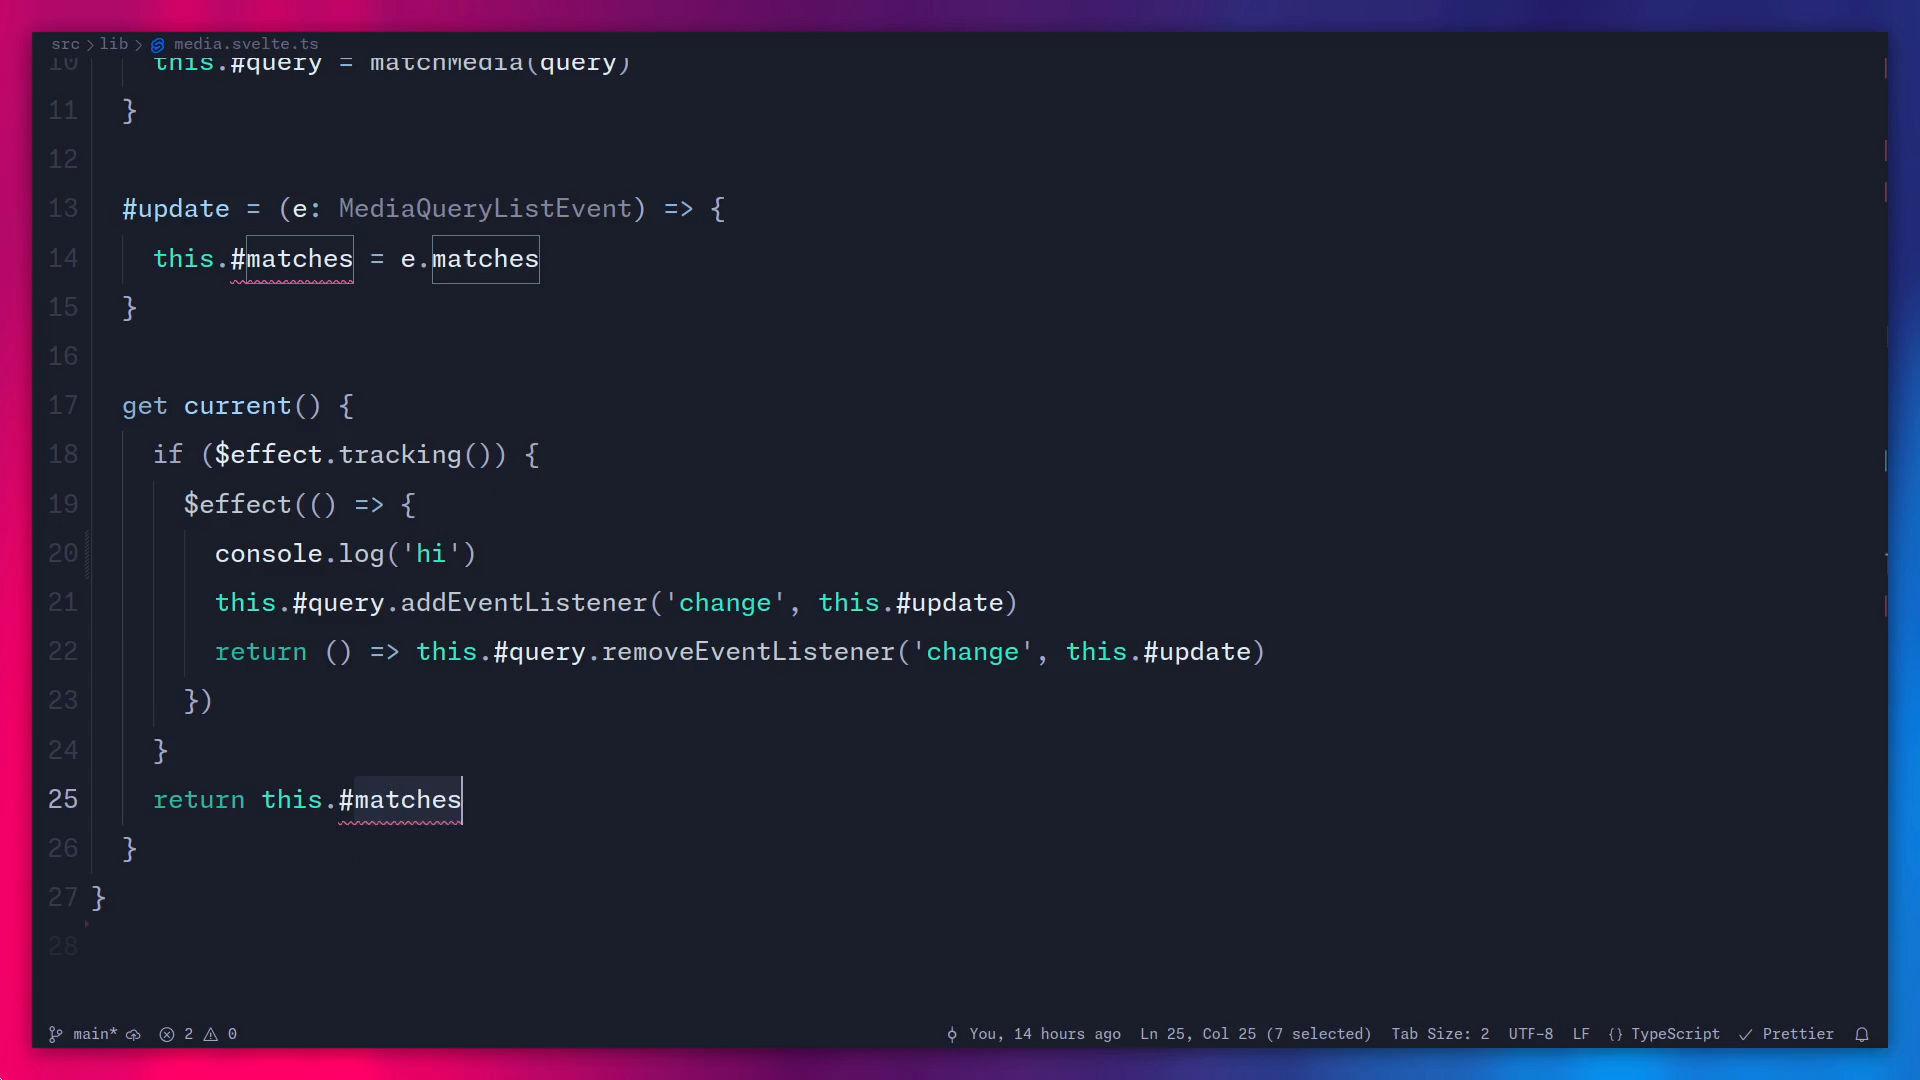 src > lib > media.svelte.ts
10 this.#query = matchMedia(query)
11 }
12
13 #update = (e: MediaQueryListEvent) => {
14 this.#matches = e.matches
15 }
16
17 get current() {
18 if ($effect.tracking()) {
19 $effect(() => {
20 console.log('hi')
21 this.#query.addEventListener('change', this.#update)
22 return () => this.#query.removeEventListener('change', this.#update)
23 })
24 }
25 return this.#matches
26 }
27 }
28
main* 2 0 You, 14 hours ago Ln 25, Col 25 (7 selected) Tab Size: 2 UTF-8 LF {} TypeScript Prettier